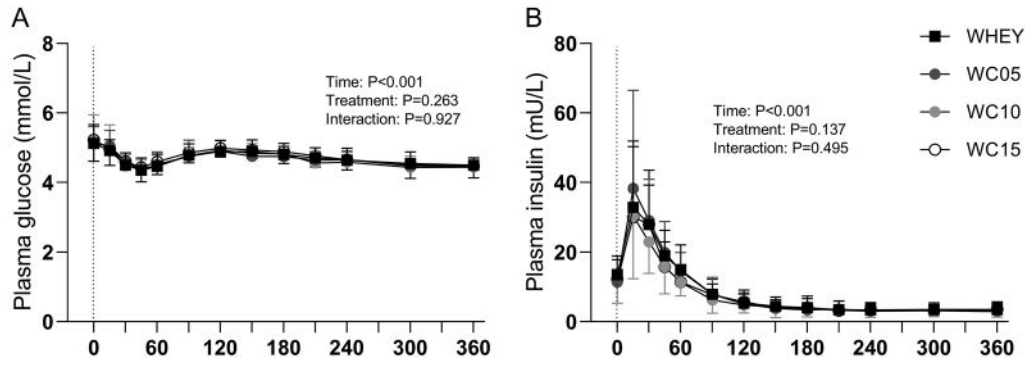 A
Plasma glucose (mmol/L)
8
6
4
2
0
0 60 120 180 240 300 360
Time: P<0.001
Treatment: P=0.263
Interaction: P=0.927
B
Plasma insulin (mU/L)
80
60
40
20
0
0 60 120 180 240 300 360
Time: P<0.001
Treatment: P=0.137
Interaction: P=0.495
WHEY
WC05
WC10
WC15